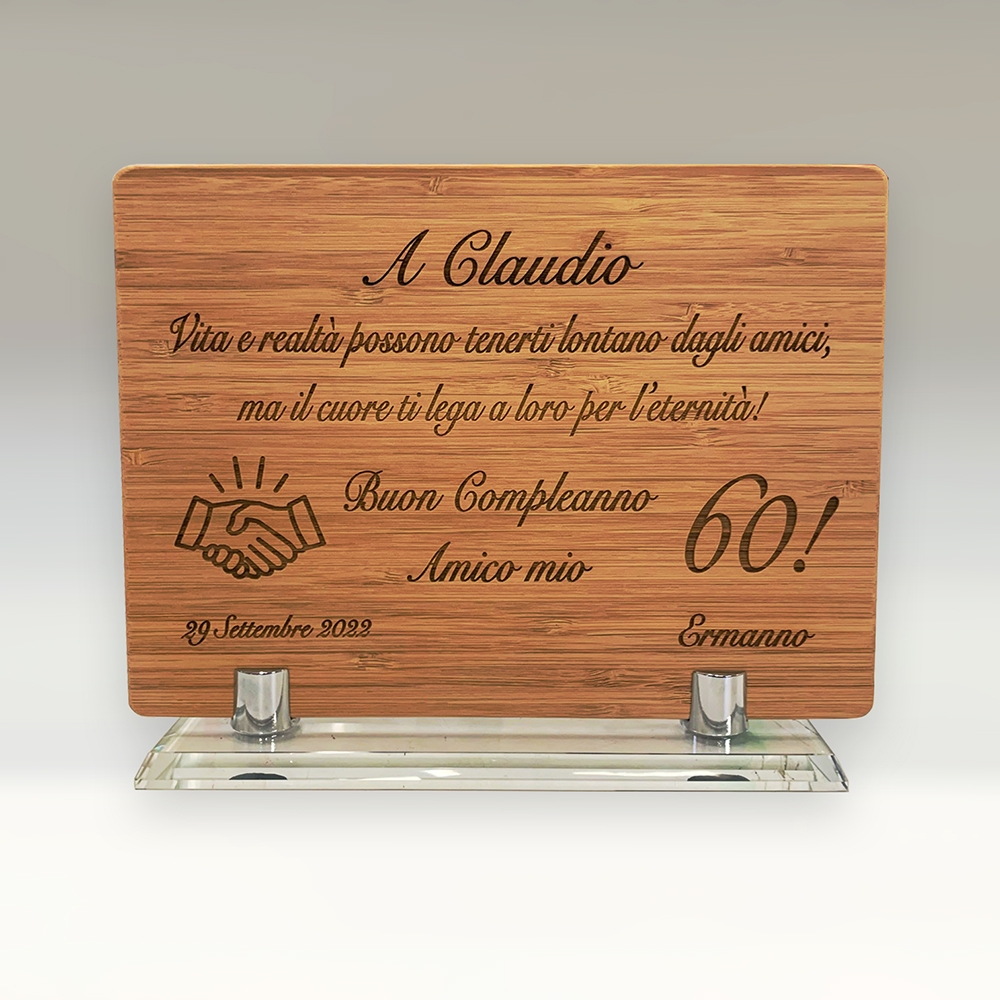 A Claudio
Vita e realtà possono tenerti lontano dagli amici,
ma il cuore ti lega a loro per l'eternità!
Buon Compleanno
Amico mio
60!
29 Settembre 2022
Ermanno